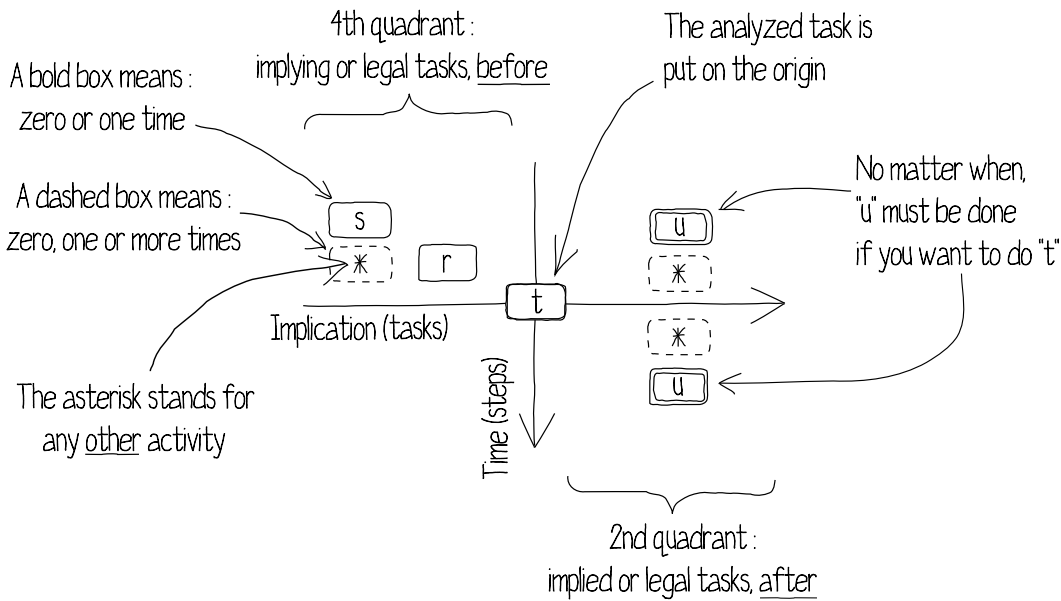 4th quadrant :
implying or legal tasks, before
The analyzed task is
put on the origin
A bold box means :
zero or one time
A dashed box means :
zero, one or more times
No matter when,
"u" must be done
if you want to do "t"
s
*
r
u
*
t
*
u
Implication (tasks)
Time (steps)
The asterisk stands for
any other activity
2nd quadrant :
implied or legal tasks, after